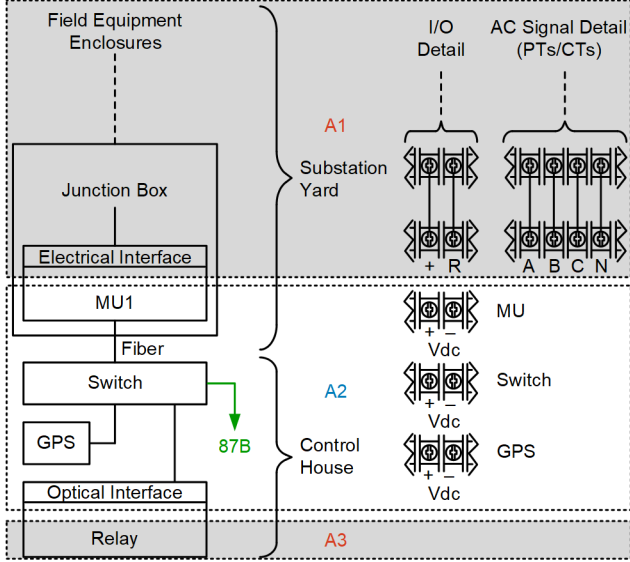 Field Equipment
Enclosures
I/O
Detail
AC Signal Detail
(PTs/CTs)
A1
Substation
Yard
Junction Box
Electrical Interface
MU1
+ R
A B C N
Fiber
Switch
GPS
87B
Optical Interface
Relay
A2
Control
House
A3
MU
+ –
Vdc
Switch
+ –
Vdc
GPS
+ –
Vdc